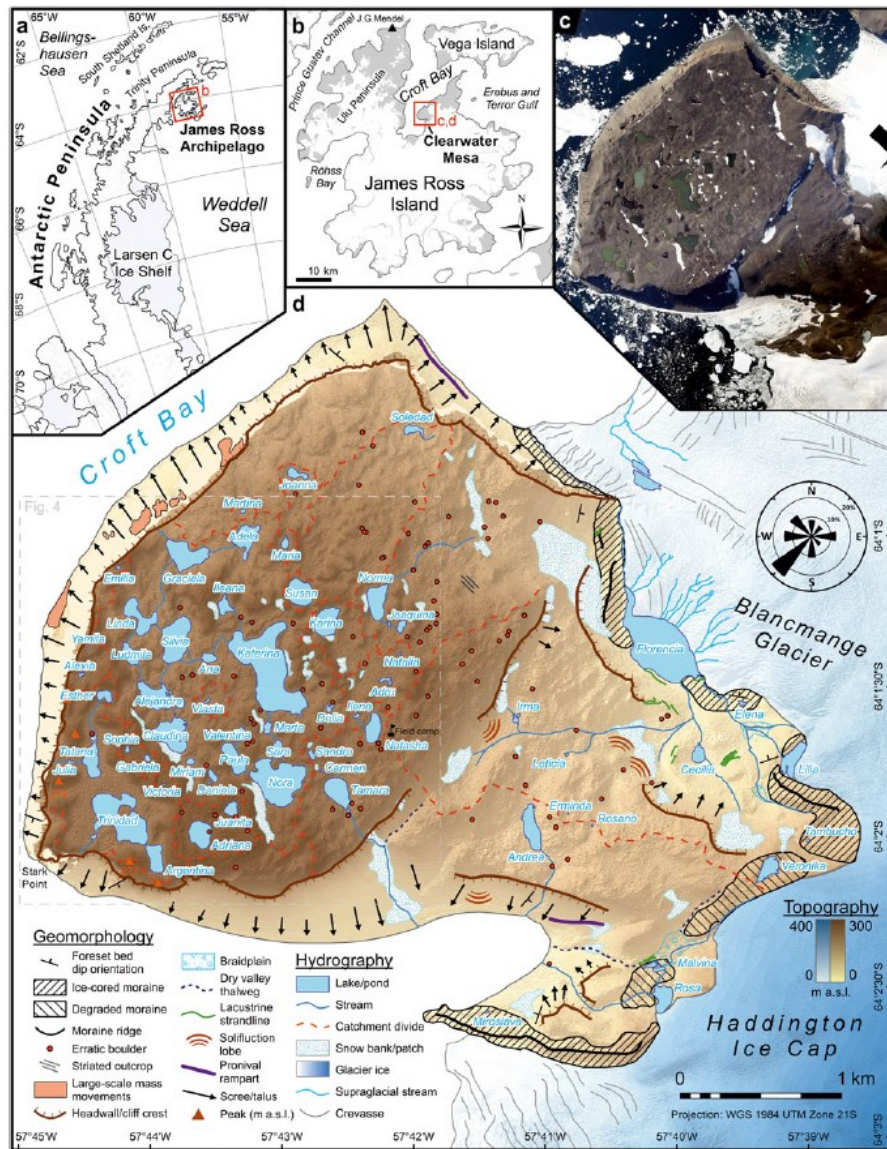 a
60°W
65°W
55°W
Bellings-
hausen
Sea
62°S
South Shetland Is.
Trinity Peninsula
b
64°S
James Ross
Archipelago
Antarctic Peninsula
66°S
Weddell
Sea
Larsen C
Ice Shelf
68°S
70°S
b
J.G.Mendel
Prince Gustav Channel
Vega Island
Croft Bay
Ulu Peninsula
Erebus and
Terror Gulf
c,d
Clearwater
Mesa
Röhss
Bay
James Ross
Island
N
10 km
c
d
Croft Bay
Fig. 4
Soledad
Joanna
Martina
Adela
Maria
Emilia
Graciela
Ileana
Susan
Norma
Linda
Karina
Joaquina
Silvia
Yamila
Ludmila
Katerina
Natalia
Alexia
Ana
Esther
Alejandra
Vlasta
Adri
Ilene
Sophia
Claudina
Valentina
Merte
Dalia
Field camp
Tatana
Sara
Sandra
Natasha
Julia
Gabriela
Miriam
Paula
Carmen
Victoria
Daniela
Nora
Tamara
Trinidad
Juanita
Adriana
Argentina
Stark
Point
Irma
Leticia
Erminda
Rosario
Andrea
Florencia
Elena
Cecilia
Lilia
Tambucho
Veronika
Malvina
Rosa
Miroslava
N
20%
10%
W
E
S
Blancmange
Glacier
Haddington
Ice Cap
64°1'S
64°1'30"S
64°2'S
64°2'30"S
64°3'S
Topography
400
300
0
0
m a.s.l.
Geomorphology
Foreset bed
dip orientation
Ice-cored moraine
Degraded moraine
Moraine ridge
Erratic boulder
Striated outcrop
Large-scale mass
movements
Headwall/cliff crest
Braidplain
Dry valley
thalweg
Lacustrine
strandline
Solifluction
lobe
Pronival
rampart
Scree/talus
Peak (m a.s.l.)
Hydrography
Lake/pond
Stream
Catchment divide
Snow bank/patch
Glacier ice
Supraglacial stream
Crevasse
0
1 km
Projection: WGS 1984 UTM Zone 21S
57°45'W
57°44'W
57°43'W
57°42'W
57°41'W
57°40'W
57°39'W